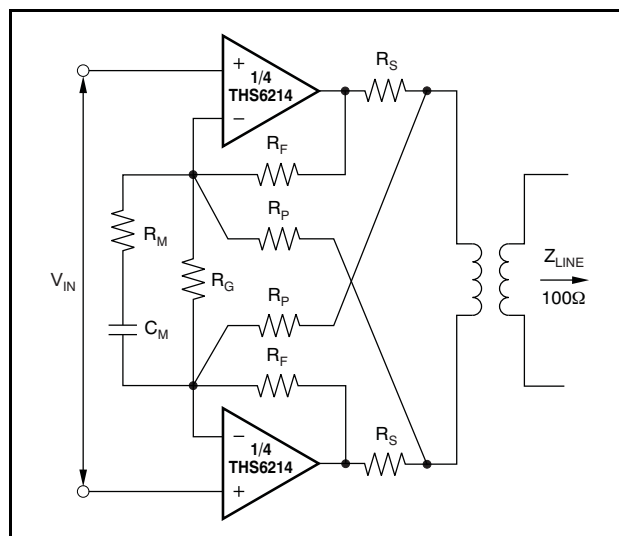 +
1/4
THS6214
−
R_S
R_F
R_M
R_P
V_IN
R_G
C_M
R_P
R_F
Z_LINE
100Ω
−
1/4
THS6214
+
R_S